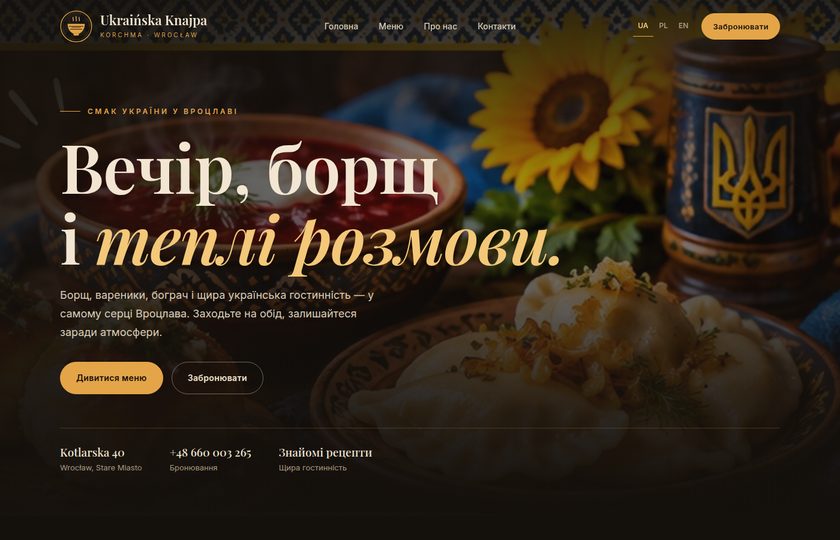 Ukraińska Knajpa
KORCHMA · WROCŁAW
Головна Меню Про нас Контакти
UA PL EN
Забронювати
СМАК УКРАЇНИ У ВРОЦЛАВІ
Вечір, борщ
і теплі розмови.
Борщ, вареники, бограч і щира українська гостинність — у
самому серці Вроцлава. Заходьте на обід, залишайтеся
заради атмосфери.
Дивитися меню
Забронювати
Kotlarska 40
Wrocław, Stare Miasto
+48 660 003 265
Бронювання
Знайомі рецепти
Щира гостинність